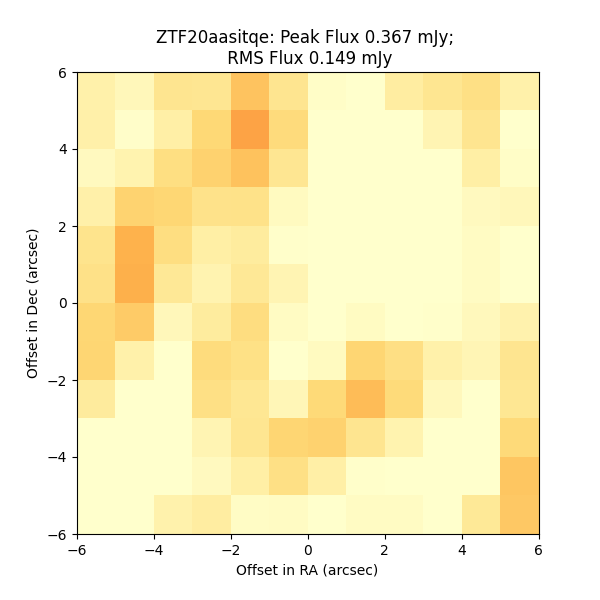 ZTF20aasitqe: Peak Flux 0.367 mJy;
RMS Flux 0.149 mJy
6
4
2
0
−2
−4
−6
Offset in Dec (arcsec)
−6 −4 −2 0 2 4 6
Offset in RA (arcsec)